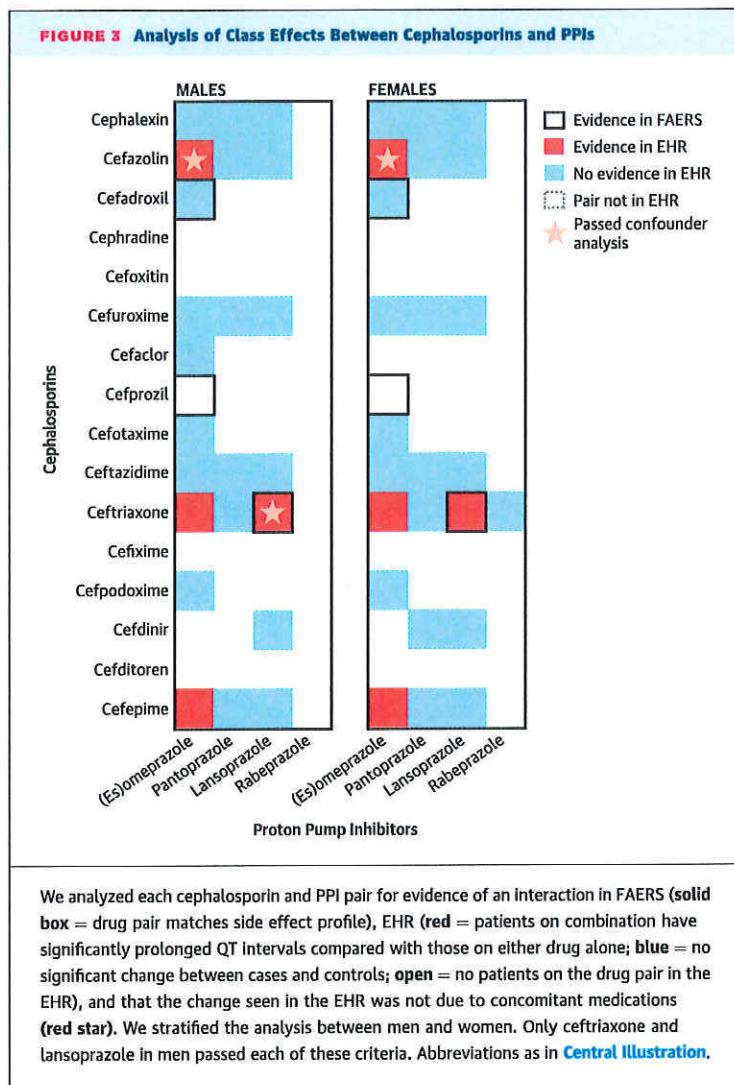 FIGURE 3 Analysis of Class Effects Between Cephalosporins and PPIs
MALES
FEMALES
Cephalexin
Cefazolin
Cefadroxil
Cephradine
Cefoxitin
Cefuroxime
Cefaclor
Cefprozil
Cefotaxime
Ceftazidime
Ceftriaxone
Cefixime
Cefpodoxime
Cefdinir
Cefditoren
Cefepime
Cephalosporins
(Es)omeprazole
Pantoprazole
Lansoprazole
Rabeprazole
(Es)omeprazole
Pantoprazole
Lansoprazole
Rabeprazole
Proton Pump Inhibitors
Evidence in FAERS
Evidence in EHR
No evidence in EHR
Pair not in EHR
Passed confounder
analysis
We analyzed each cephalosporin and PPI pair for evidence of an interaction in FAERS (solid
box = drug pair matches side effect profile), EHR (red = patients on combination have
significantly prolonged QT intervals compared with those on either drug alone; blue = no
significant change between cases and controls; open = no patients on the drug pair in the
EHR), and that the change seen in the EHR was not due to concomitant medications
(red star). We stratified the analysis between men and women. Only ceftriaxone and
lansoprazole in men passed each of these criteria. Abbreviations as in Central Illustration.